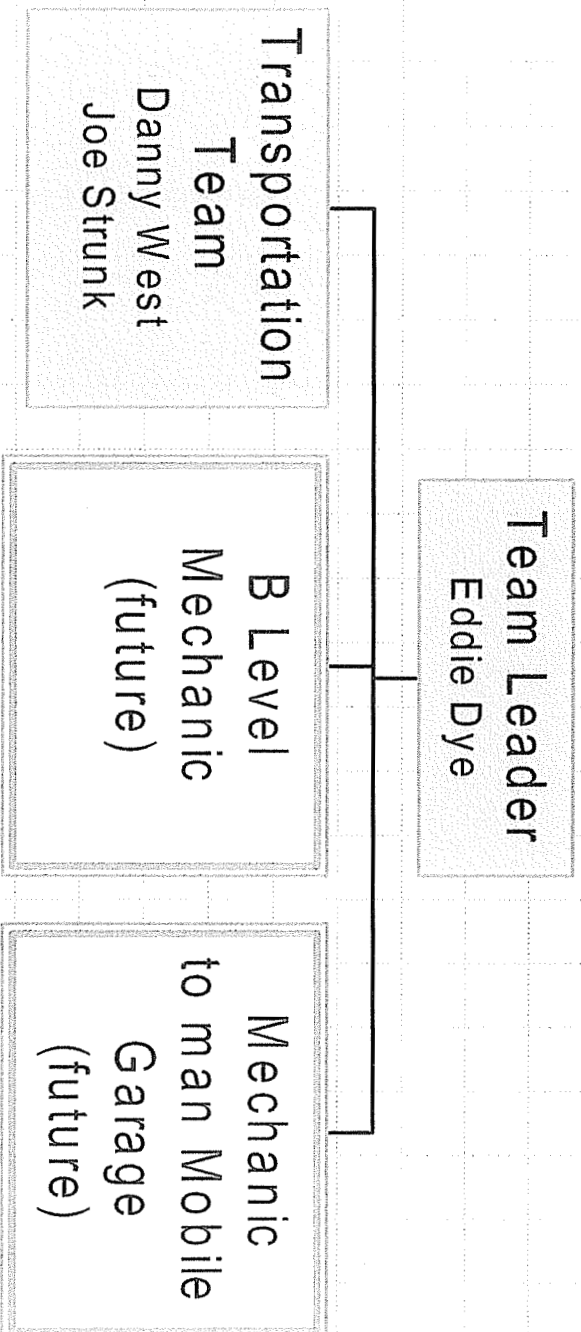 Team Leader
Eddie Dye
Transportation
Team
Danny West
Joe Strunk
B Level
Mechanic
(future)
Mechanic
to man Mobile
Garage
(future)